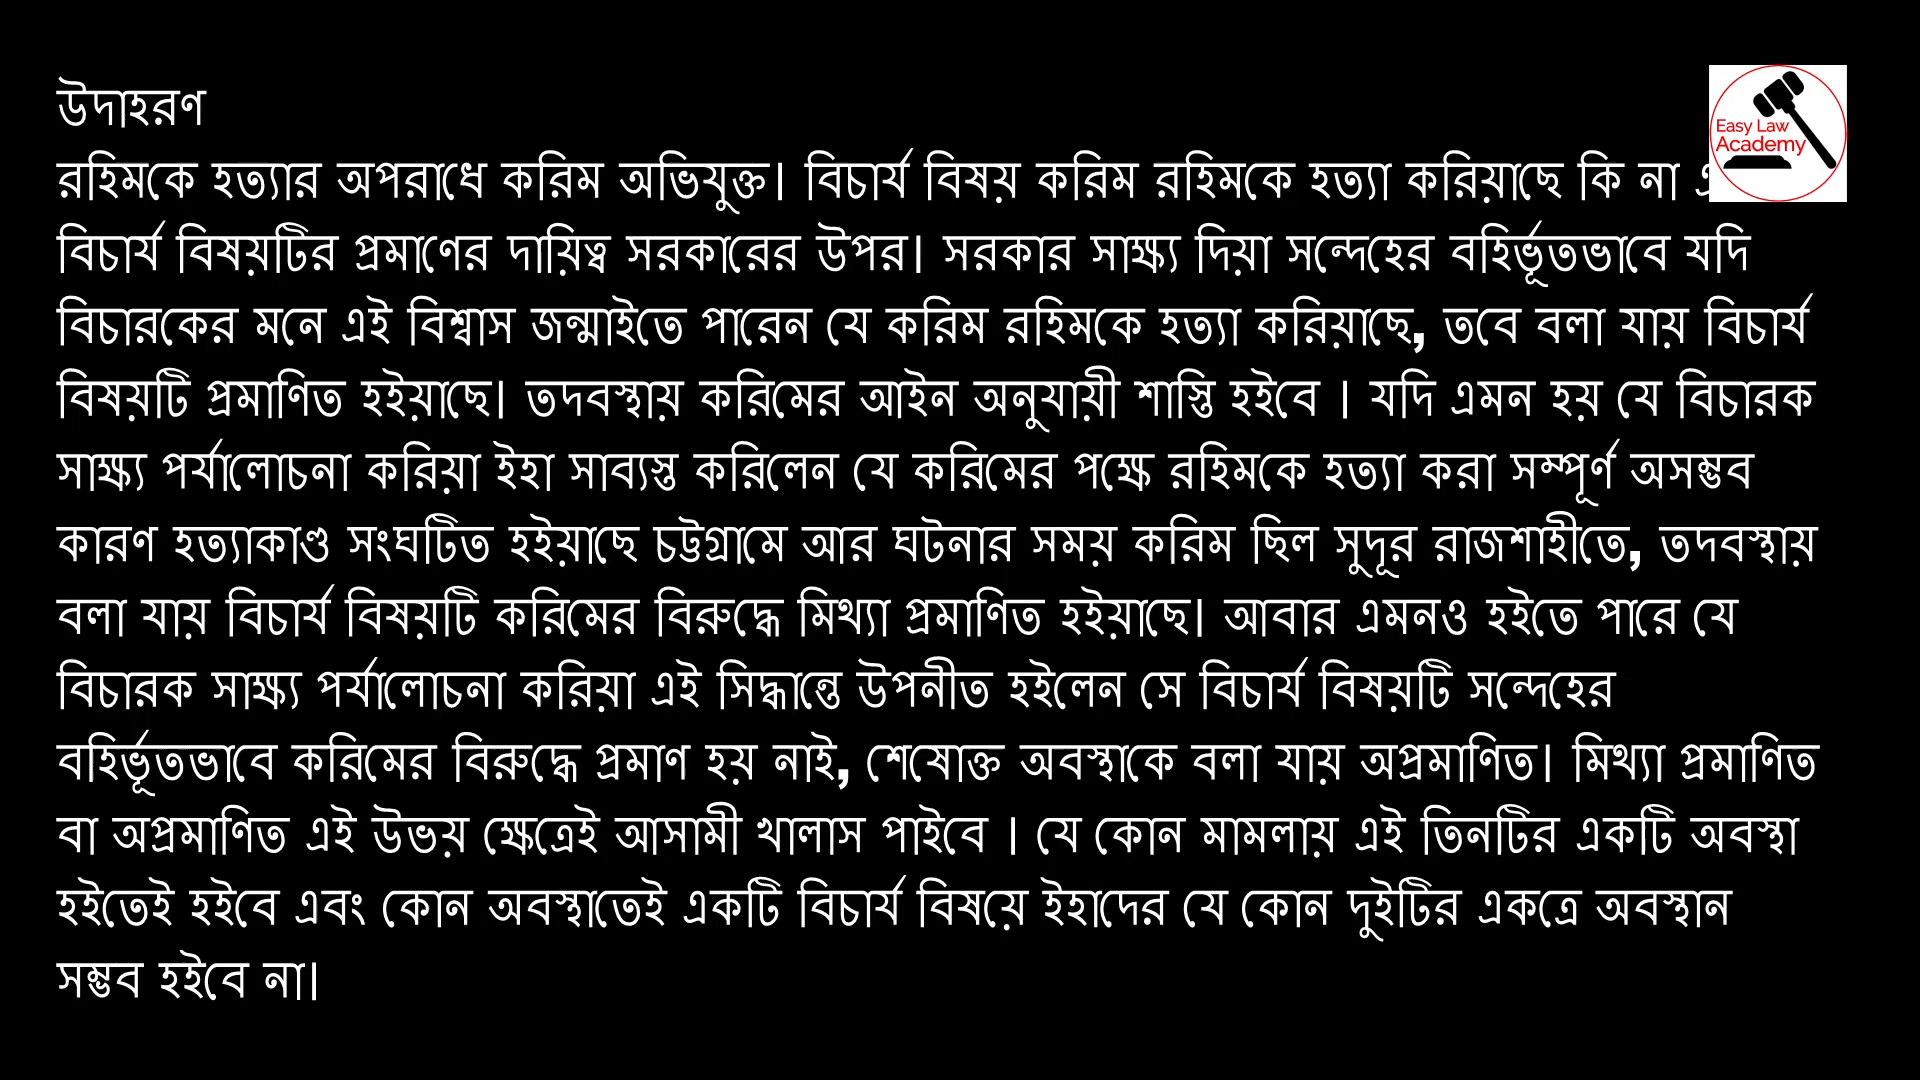 উদাহরণ
রহিমকে হত্যার অপরাধে করিম অভিযুক্ত। বিচার্য বিষয় করিম রহিমকে হত্যা করিয়াছে কি না
Easy Law
Academy
বিচার্য বিষয়টির প্রমাণের দায়িত্ব সরকারের উপর। সরকার সাক্ষ্য দিয়া সন্দেহের বহির্ভূতভাবে যদি
বিচারকের মনে এই বিশ্বাস জন্মাইতে পারেন যে করিম রহিমকে হত্যা করিয়াছে, তবে বলা যায় বিচার্য
বিষয়টি প্রমাণিত হইয়াছে। তদবস্থায় করিমের আইন অনুযায়ী শাস্তি হইবে । যদি এমন হয় যে বিচারক
সাক্ষ্য পর্যালোচনা করিয়া ইহা সাব্যস্ত করিলেন যে করিমের পক্ষে রহিমকে হত্যা করা সম্পূর্ণ অসম্ভব
কারণ হত্যাকাণ্ড সংঘটিত হইয়াছে চট্টগ্রামে আর ঘটনার সময় করিম ছিল সুদূর রাজশাহীতে, তদবস্থায়
বলা যায় বিচার্য বিষয়টি করিমের বিরুদ্ধে মিথ্যা প্রমাণিত হইয়াছে। আবার এমনও হইতে পারে যে
বিচারক সাক্ষ্য পর্যালোচনা করিয়া এই সিদ্ধান্তে উপনীত হইলেন সে বিচার্য বিষয়টি সন্দেহের
বহির্ভূতভাবে করিমের বিরুদ্ধে প্রমাণ হয় নাই, শেষোক্ত অবস্থাকে বলা যায় অপ্রমাণিত। মিথ্যা প্রমাণিত
বা অপ্রমাণিত এই উভয় ক্ষেত্রেই আসামী খালাস পাইবে । যে কোন মামলায় এই তিনটির একটি অবস্থা
হইতেই হইবে এবং কোন অবস্থাতেই একটি বিচার্য বিষয়ে ইহাদের যে কোন দুইটির একত্রে অবস্থান
সম্ভব হইবে না।